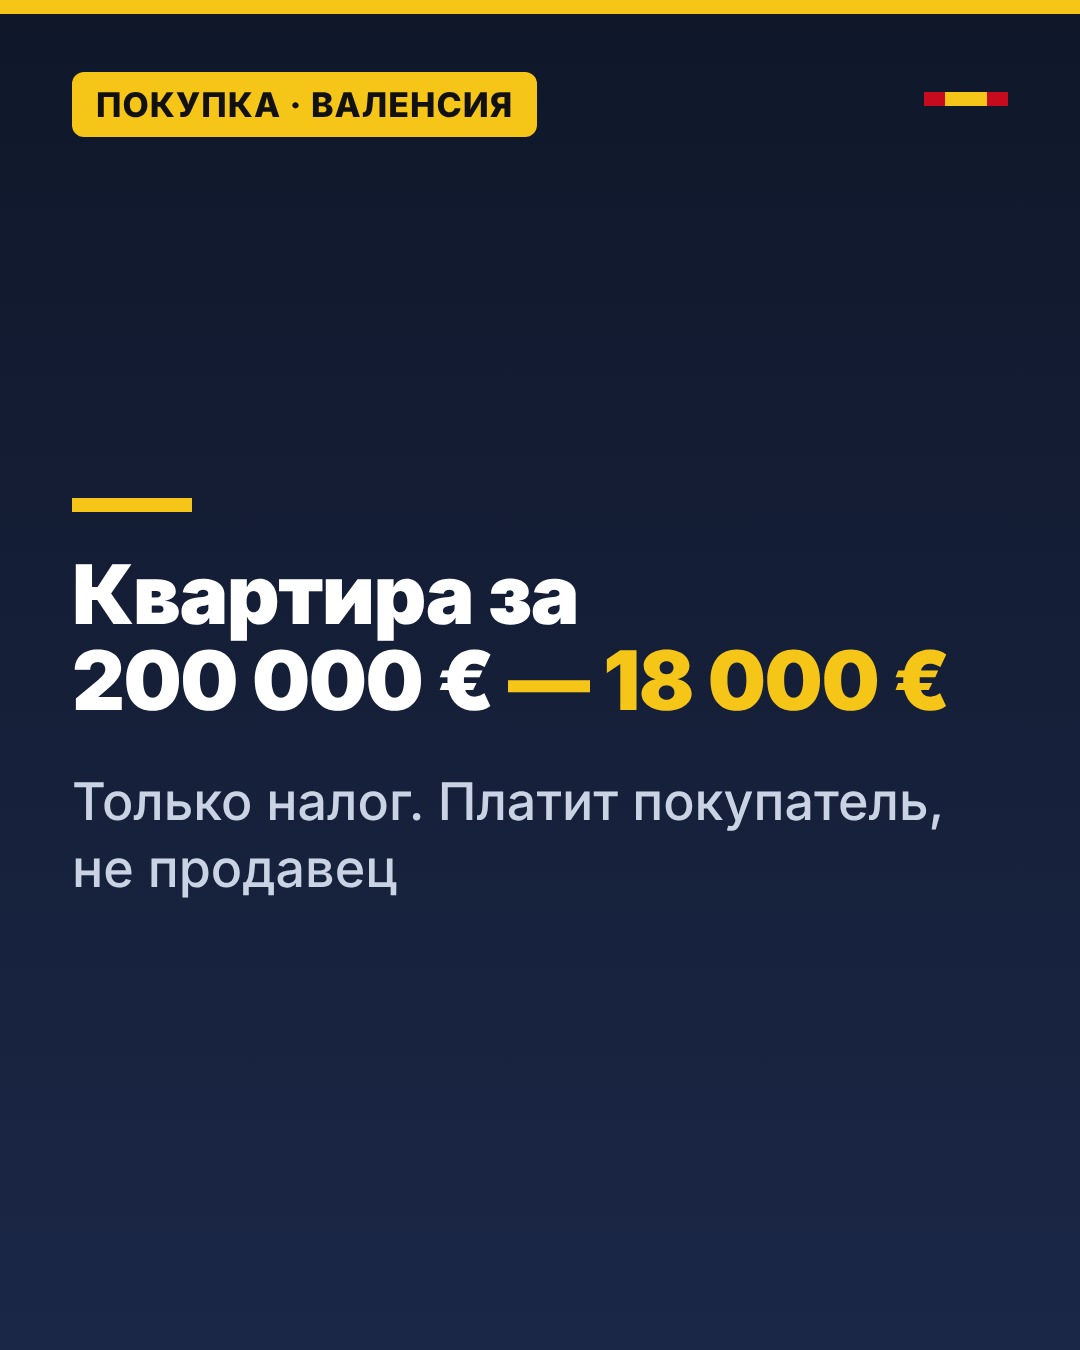 ПОКУПКА · ВАЛЕНСИЯ
Квартира за
200 000 € — 18 000 €
Только налог. Платит покупатель,
не продавец